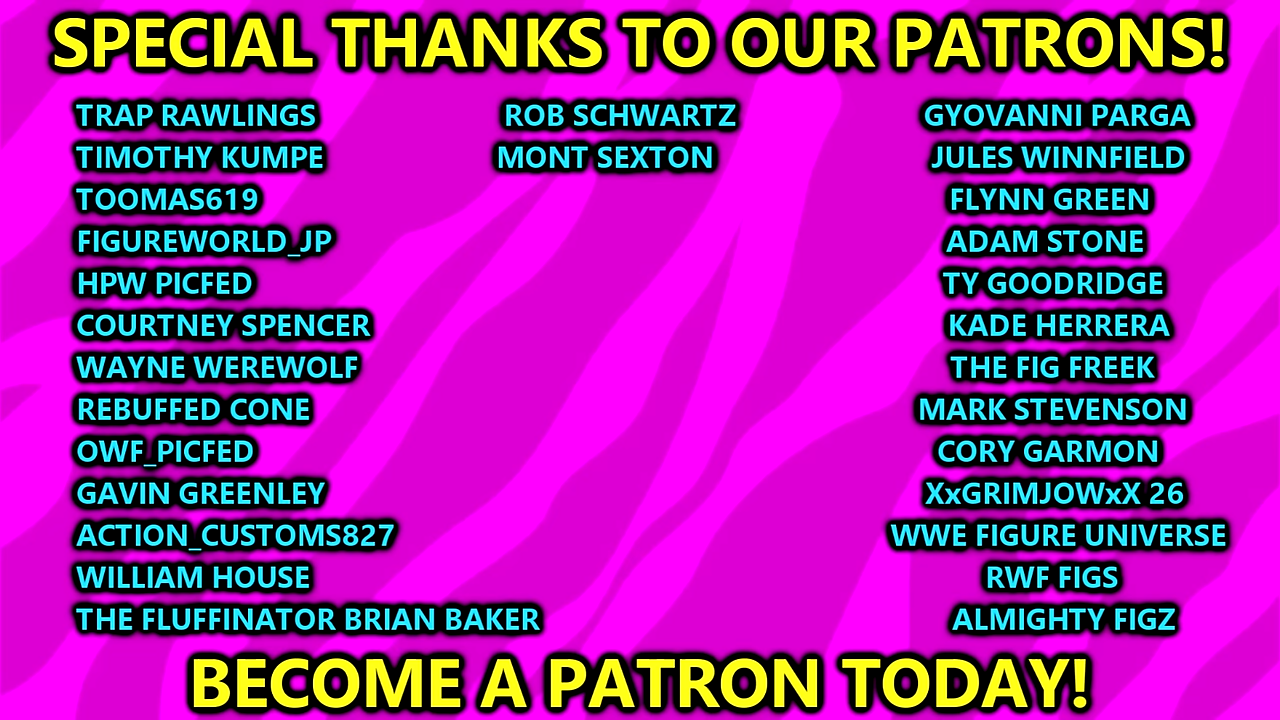 SPECIAL THANKS TO OUR PATRONS!
TRAP RAWLINGS
TIMOTHY KUMPE
TOOMAS619
FIGUREWORLD_JP
HPW PICFED
COURTNEY SPENCER
WAYNE WEREWOLF
REBUFFED CONE
OWF_PICFED
GAVIN GREENLEY
ACTION_CUSTOMS827
WILLIAM HOUSE
THE FLUFFINATOR BRIAN BAKER
ROB SCHWARTZ
MONT SEXTON
GYOVANNI PARGA
JULES WINNFIELD
FLYNN GREEN
ADAM STONE
TY GOODRIDGE
KADE HERRERA
THE FIG FREEK
MARK STEVENSON
CORY GARMON
XxGRIMJOWxX 26
WWE FIGURE UNIVERSE
RWF FIGS
ALMIGHTY FIGZ
BECOME A PATRON TODAY!